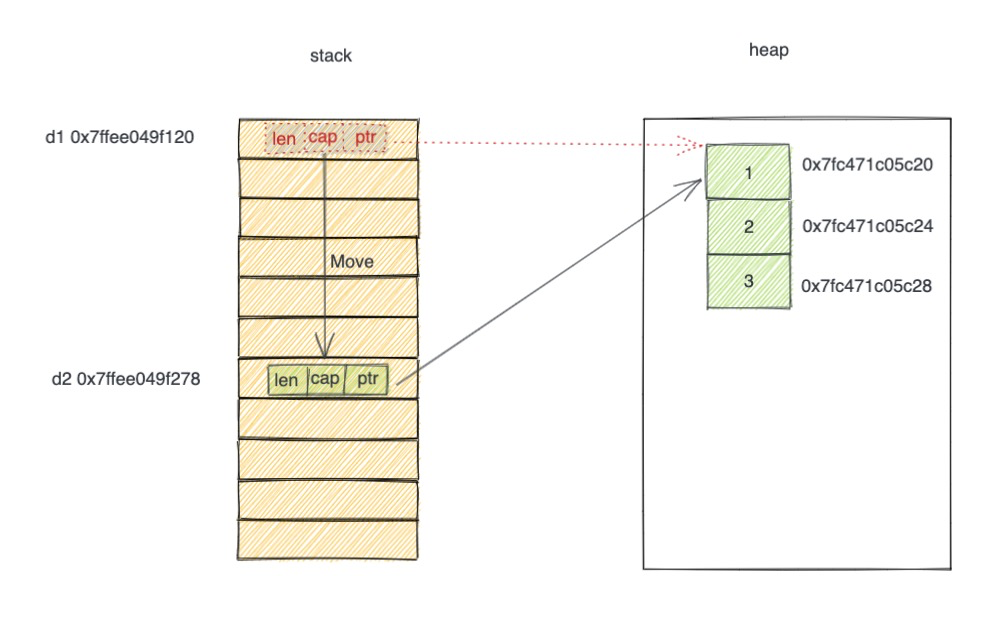 stack
heap
d1 0x7ffee049f120
len cap ptr
1
0x7fc471c05c20
2
0x7fc471c05c24
Move
3
0x7fc471c05c28
d2 0x7ffee049f278
len cap ptr